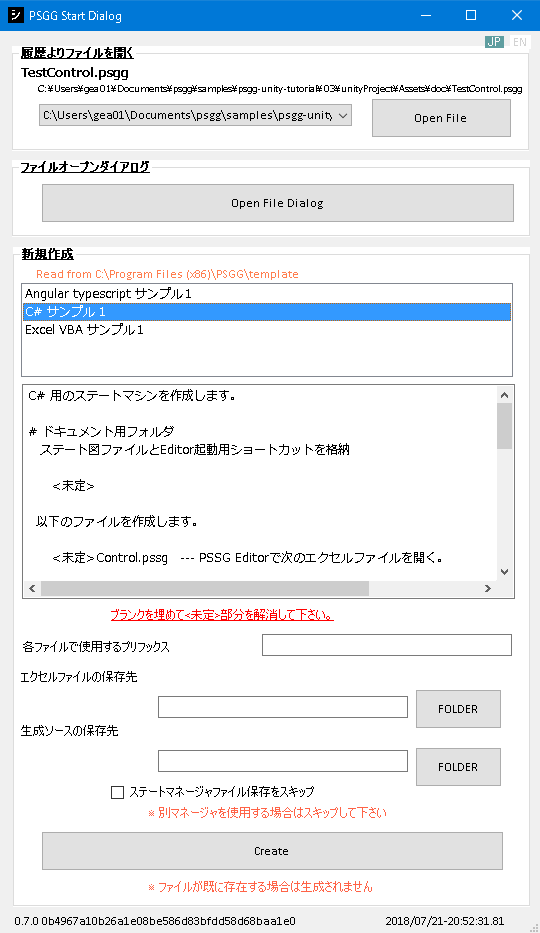 PSGG Start Dialog
JP EN
履歴よりファイルを開く
TestControl.psgg
C:¥Users¥gea01¥Documents¥psgg¥samples¥psgg-unity-tutorial¥03¥unityProject¥Assets¥doc¥TestControl.psgg
C:\Users\gea01\Documents\psgg\samples\psgg-unity
Open File
ファイルオープンダイアログ
Open File Dialog
新規作成
Read from C:\Program Files (x86)\PSGG\template
Angular typescript サンプル1
C# サンプル 1
Excel VBA サンプル1
C# 用のステートマシンを作成します。
# ドキュメント用フォルダ
ステート図ファイルとEditor起動用ショートカットを格納
<未定>
以下のファイルを作成します。
<未定>Control.pssg --- PSSG Editorで次のエクセルファイルを開く。
ブランクを埋めて<未定>部分を解消して下さい。
各ファイルで使用するプリフィックス
エクセルファイルの保存先
FOLDER
生成ソースの保存先
FOLDER
ステートマネージャファイル保存をスキップ
※ 別マネージャを使用する場合はスキップして下さい
Create
※ ファイルが既に存在する場合は生成されません
0.7.0 0b4967a10b26a1e08be586d83bfdd58d68baa1e0 2018/07/21-20:52:31.81